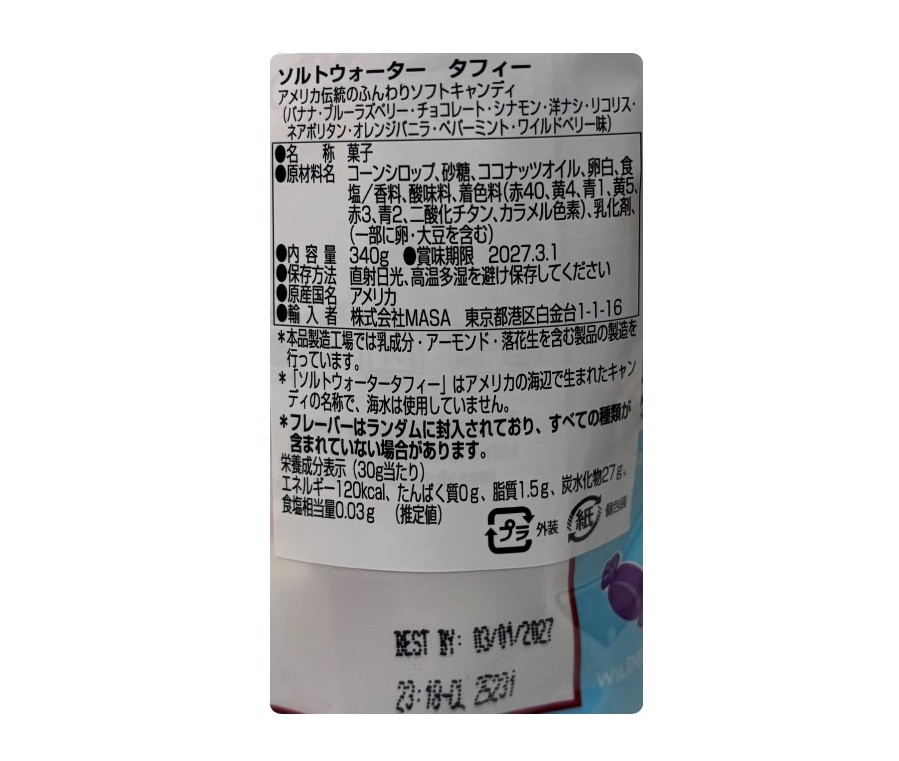 ソルトウォーター　タフィー
アメリカ伝統のふんわりソフトキャンディ
（バナナ・ブルーラズベリー・チョコレート・シナモン・洋ナシ・リコリス・
ネアポリタン・オレンジバニラ・ペパーミント・ワイルドベリー味）
●名　称　菓子
●原材料名　コーンシロップ、砂糖、ココナッツオイル、卵白、食
塩／香料、酸味料、着色料（赤40、黄4、青1、黄5、
赤3、青2、二酸化チタン、カラメル色素）、乳化剤、
（一部に卵・大豆を含む）
●内容量　340g　●賞味期限　2027.3.1
●保存方法　直射日光、高温多湿を避け保存してください
●原産国名　アメリカ
●輸入者　株式会社MASA　東京都港区白金台1-1-16
＊本品製造工場では乳成分・アーモンド・落花生を含む製品の製造を
行っています。
＊「ソルトウォータータフィー」はアメリカの海辺で生まれたキャン
ディの名称で、海水は使用していません。
＊フレーバーはランダムに封入されており、すべての種類が
含まれていない場合があります。
栄養成分表示（30g当たり）
エネルギー120kcal、たんぱく質0g、脂質1.5g、炭水化物27g、
食塩相当量0.03g　（推定値）
プラ 外装 紙 個包装
BEST BY: 03/01/2027
23:18-01 25231
WILDB